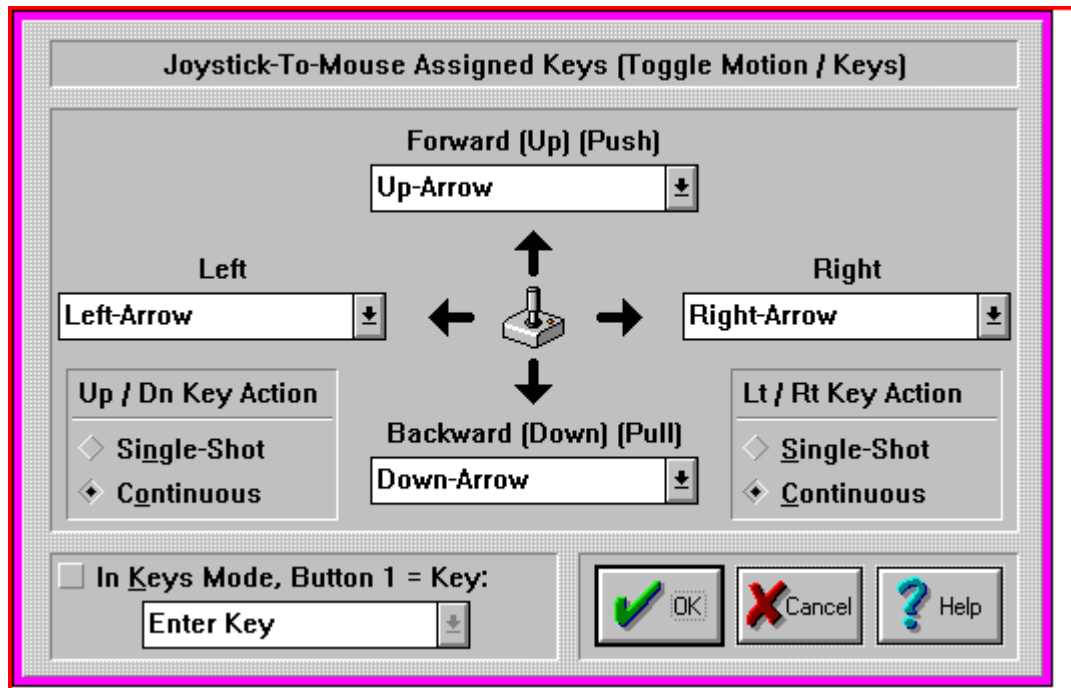 Joystick-To-Mouse Assigned Keys (Toggle Motion / Keys)
Forward (Up) (Push)
Up-Arrow
Left
Left-Arrow
Right
Right-Arrow
Up / Dn Key Action
Single-Shot
Continuous
Backward (Down) (Pull)
Down-Arrow
Lt / Rt Key Action
Single-Shot
Continuous
In Keys Mode, Button 1 = Key:
Enter Key
OK
Cancel
Help